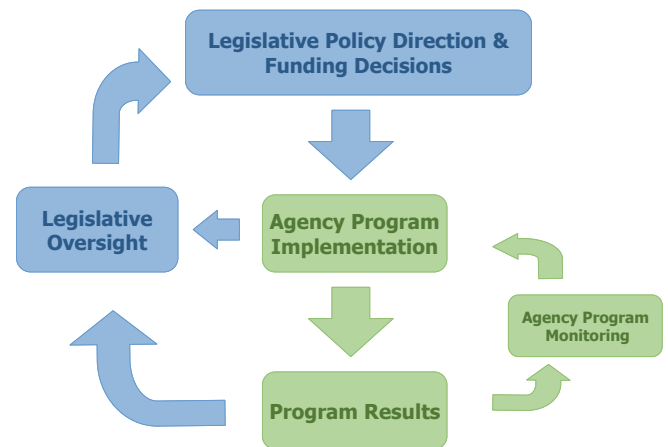 Legislative Policy Direction &
Funding Decisions
Legislative
Oversight
Agency Program
Implementation
Agency Program
Monitoring
Program Results